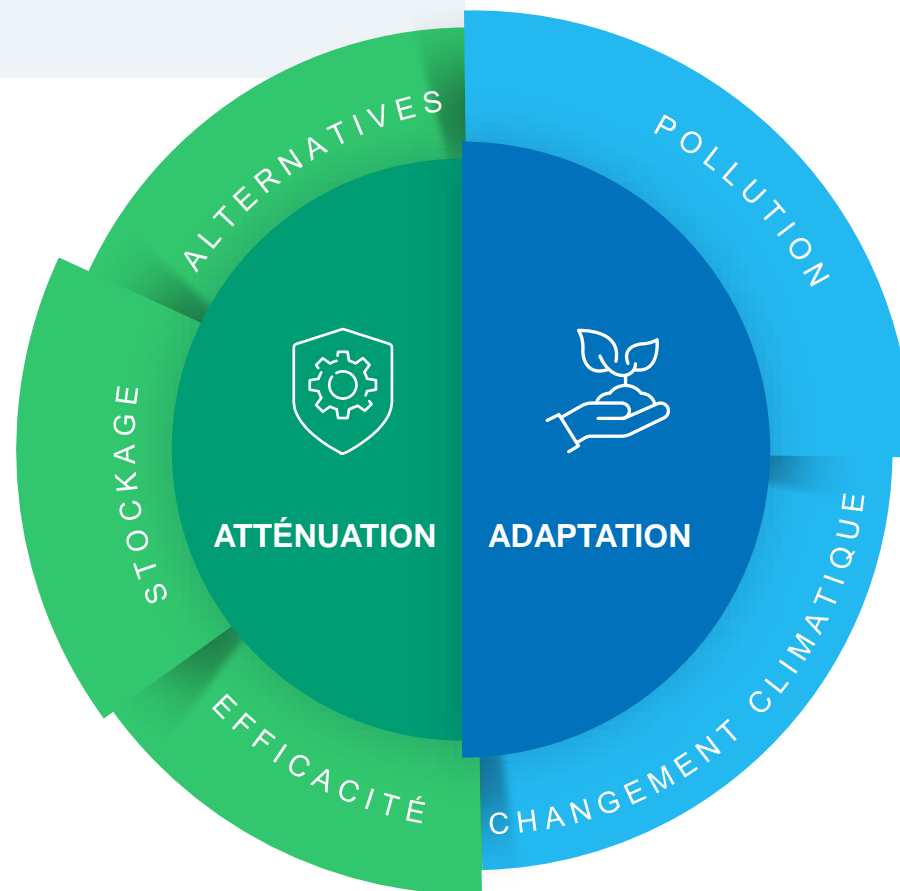 ALTERNATIVES
POLLUTION
STOCKAGE
ATTÉNUATION
ADAPTATION
EFFICACITÉ
CHANGEMENT CLIMATIQUE